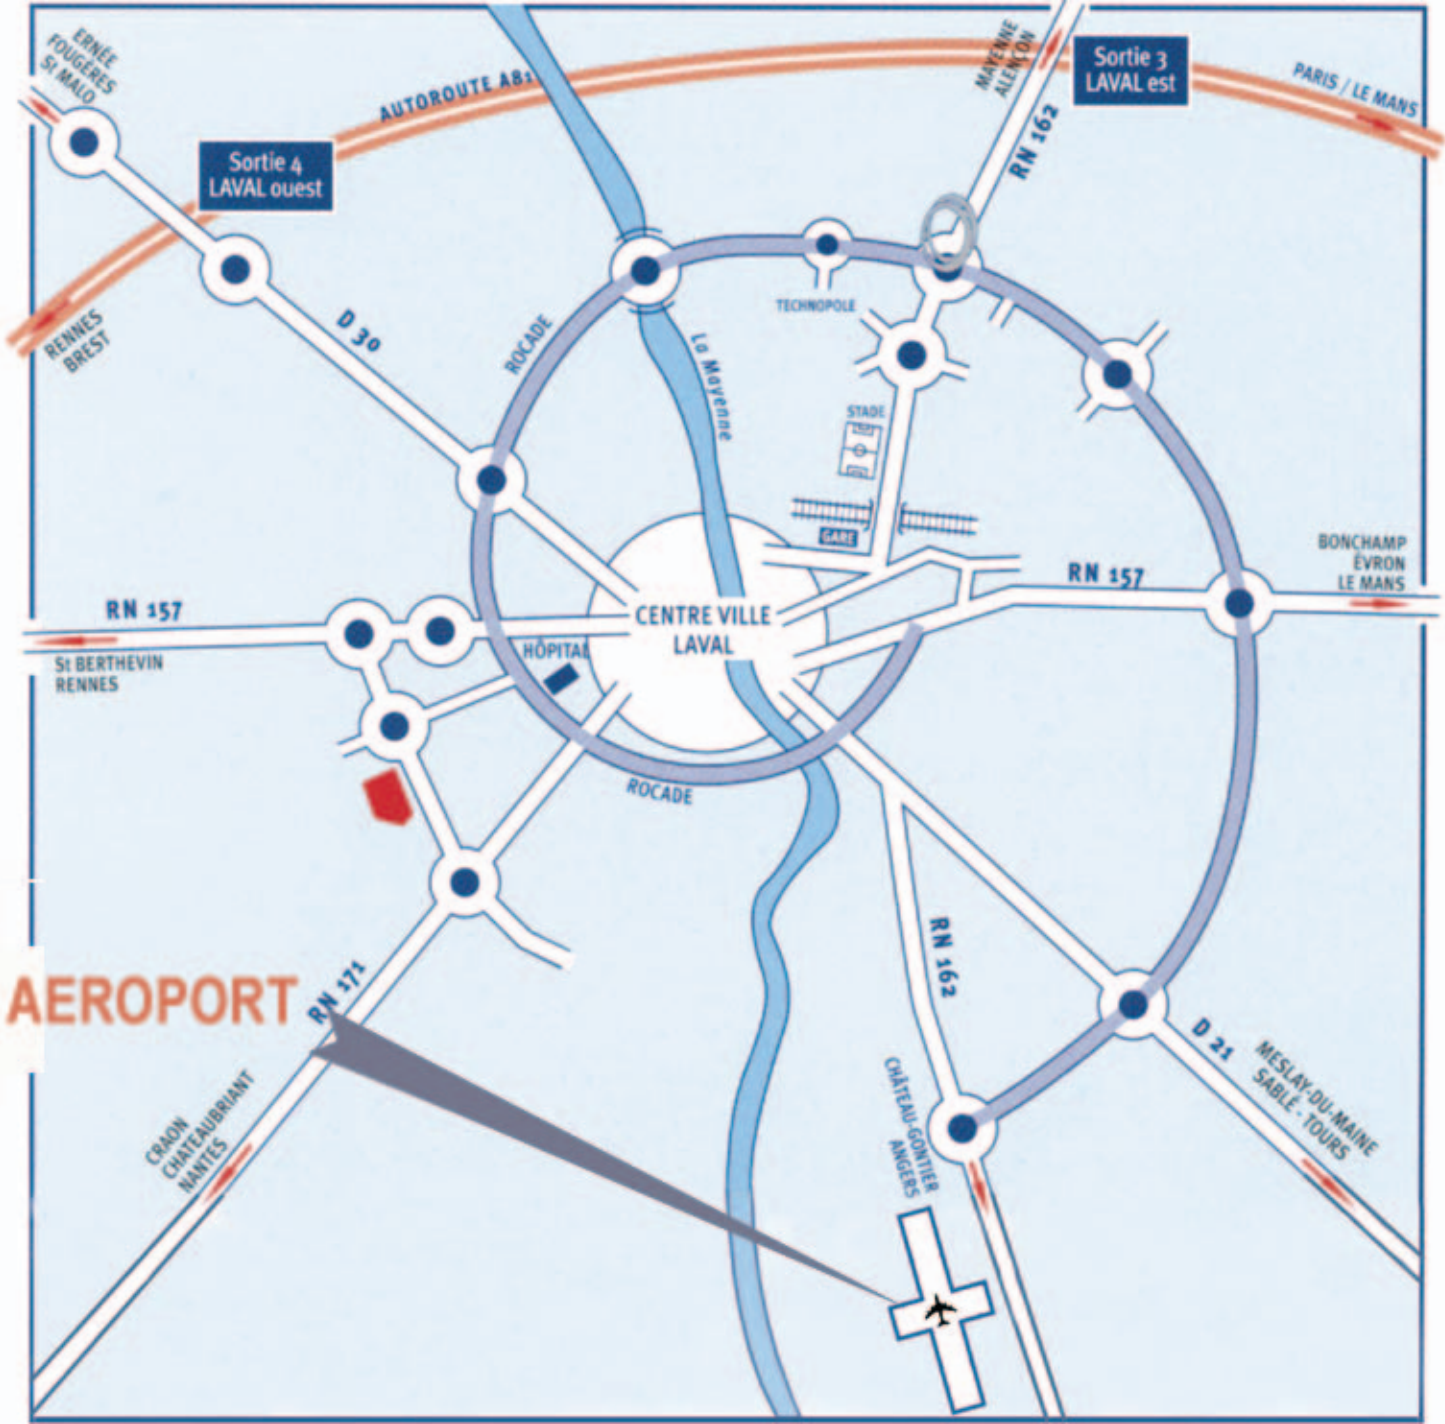 ERNÉE
FOUGÈRES
St MALO
AUTOROUTE A81
MAYENNE
ALENÇON
Sortie 3
LAVAL est
PARIS / LE MANS
RN 162
Sortie 4
LAVAL ouest
RENNES
BREST
D 30
ROCADE
La Mayenne
TECHNOPOLE
STADE
GARE
BONCHAMP
ÉVRON
LE MANS
RN 157
RN 157
St BERTHEVIN
RENNES
CENTRE VILLE
LAVAL
HÔPITAL
ROCADE
AEROPORT
RN 171
RN 162
CRAON
CHATEAUBRIANT
NANTES
CHÂTEAU-GONTIER
ANGERS
D 21
MESLAY-DU-MAINE
SABLÉ - TOURS